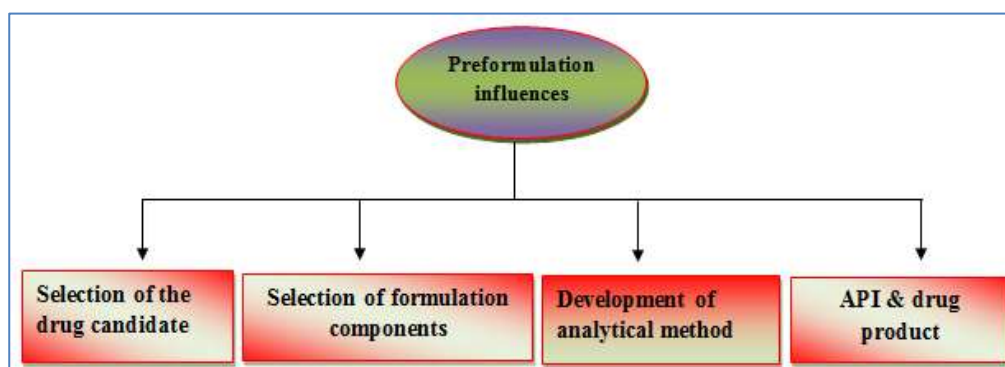 Preformulation
influences
Selection of the
drug candidate
Selection of formulation
components
Development of
analytical method
API & drug
product